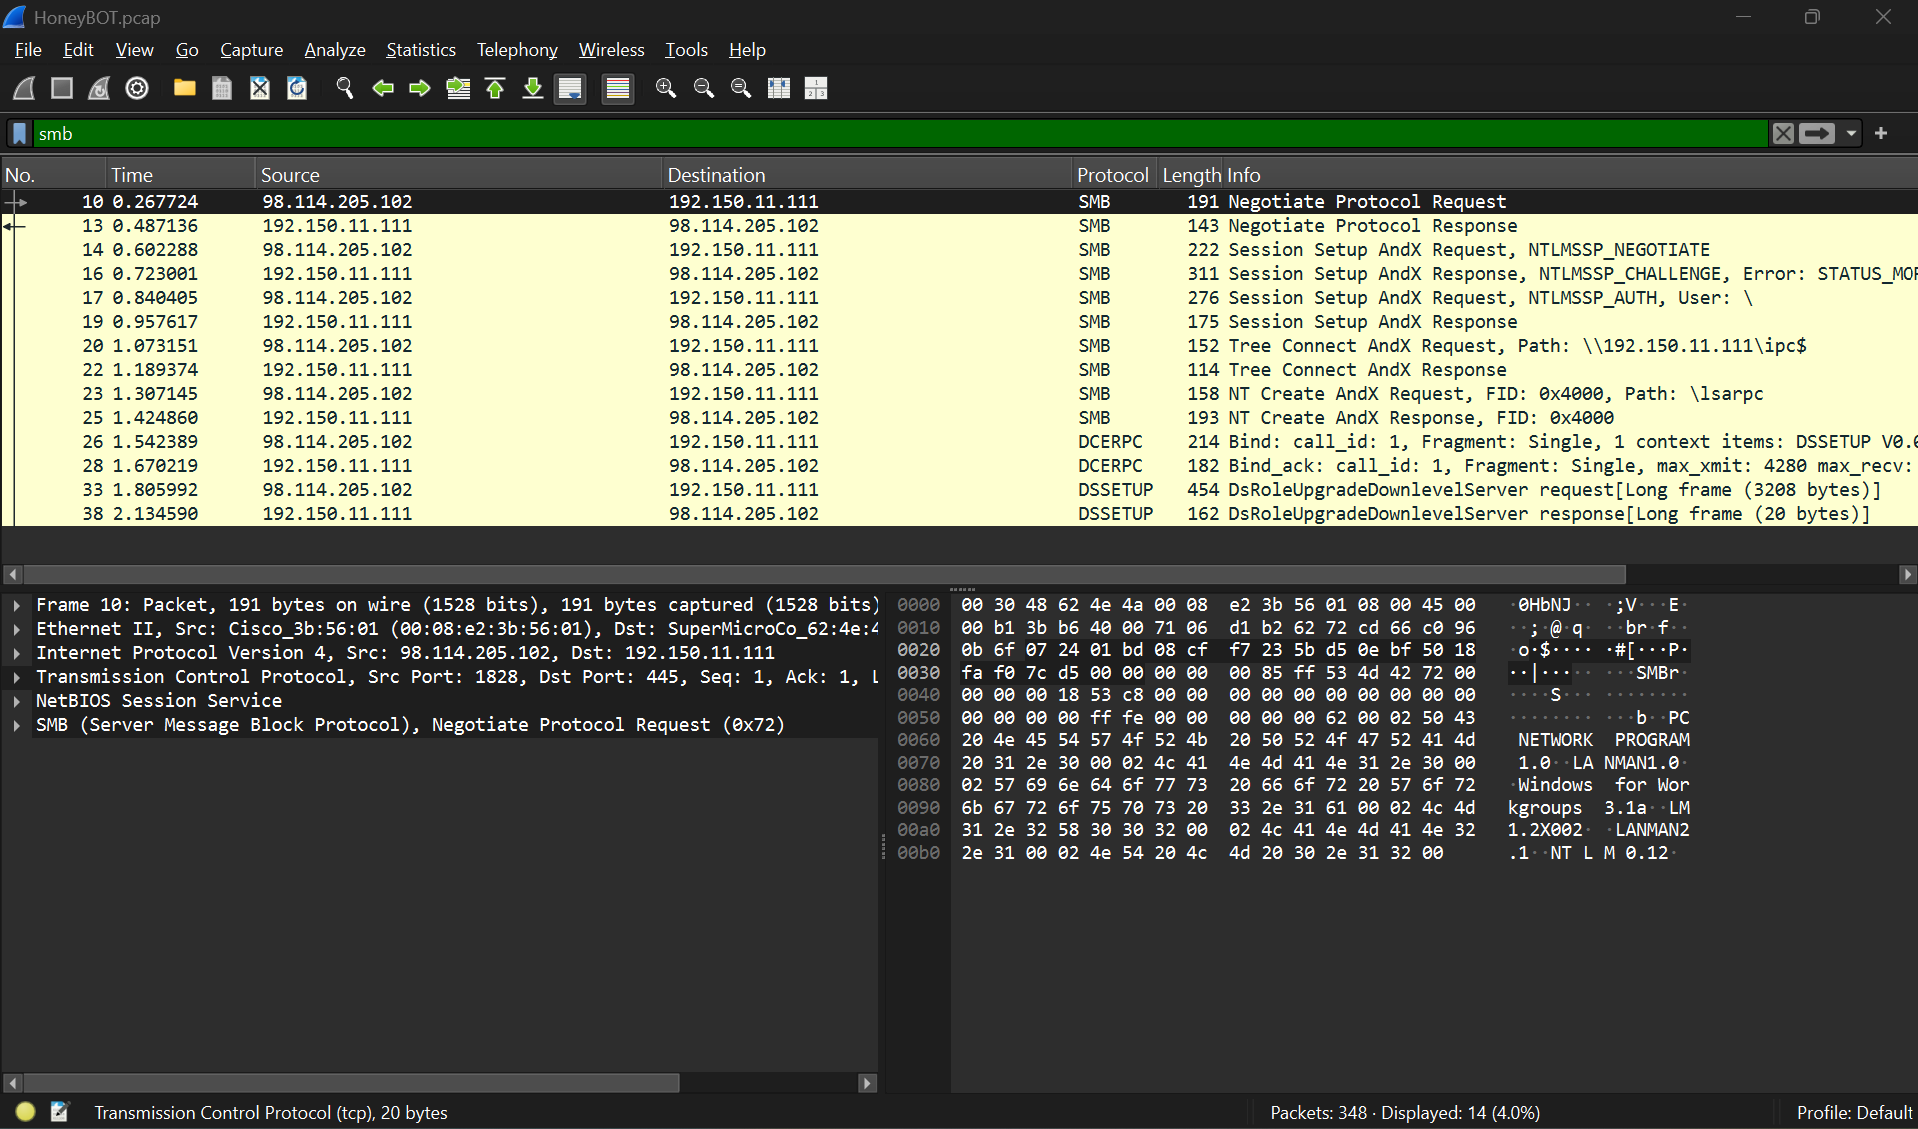 HoneyBOT.pcap
File Edit View Go Capture Analyze Statistics Telephony Wireless Tools Help
smb
No. Time Source Destination Protocol Length Info
10 0.267724 98.114.205.102 192.150.11.111 SMB 191 Negotiate Protocol Request
13 0.487136 192.150.11.111 98.114.205.102 SMB 143 Negotiate Protocol Response
14 0.602288 98.114.205.102 192.150.11.111 SMB 222 Session Setup AndX Request, NTLMSSP_NEGOTIATE
16 0.723001 192.150.11.111 98.114.205.102 SMB 311 Session Setup AndX Response, NTLMSSP_CHALLENGE, Error: STATUS_MOR
17 0.840405 98.114.205.102 192.150.11.111 SMB 276 Session Setup AndX Request, NTLMSSP_AUTH, User: \
19 0.957617 192.150.11.111 98.114.205.102 SMB 175 Session Setup AndX Response
20 1.073151 98.114.205.102 192.150.11.111 SMB 152 Tree Connect AndX Request, Path: \\192.150.11.111\ipc$
22 1.189374 192.150.11.111 98.114.205.102 SMB 114 Tree Connect AndX Response
23 1.307145 98.114.205.102 192.150.11.111 SMB 158 NT Create AndX Request, FID: 0x4000, Path: \lsarpc
25 1.424860 192.150.11.111 98.114.205.102 SMB 193 NT Create AndX Response, FID: 0x4000
26 1.542389 98.114.205.102 192.150.11.111 DCERPC 214 Bind: call_id: 1, Fragment: Single, 1 context items: DSSETUP V0.0
28 1.670219 192.150.11.111 98.114.205.102 DCERPC 182 Bind_ack: call_id: 1, Fragment: Single, max_xmit: 4280 max_recv:
33 1.805992 98.114.205.102 192.150.11.111 DSSETUP 454 DsRoleUpgradeDownlevelServer request[Long frame (3208 bytes)]
38 2.134590 192.150.11.111 98.114.205.102 DSSETUP 162 DsRoleUpgradeDownlevelServer response[Long frame (20 bytes)]
Frame 10: Packet, 191 bytes on wire (1528 bits), 191 bytes captured (1528 bits)
Ethernet II, Src: Cisco_3b:56:01 (00:08:e2:3b:56:01), Dst: SuperMicroCo_62:4e:4
Internet Protocol Version 4, Src: 98.114.205.102, Dst: 192.150.11.111
Transmission Control Protocol, Src Port: 1828, Dst Port: 445, Seq: 1, Ack: 1, L
NetBIOS Session Service
SMB (Server Message Block Protocol), Negotiate Protocol Request (0x72)
0000 00 30 48 62 4e 4a 00 08 e2 3b 56 01 08 00 45 00 ·0HbNJ·· ·;V···E·
0010 00 b1 3b b6 40 00 71 06 d1 b2 62 72 cd 66 c0 96 ··;·@·q· ··br·f··
0020 0b 6f 07 24 01 bd 08 cf f7 23 5b d5 0e bf 50 18 ·o·$···· ·#[···P·
0030 fa f0 7c d5 00 00 00 00 00 85 ff 53 4d 42 72 00 ··|····· ···SMBr·
0040 00 00 00 18 53 c8 00 00 00 00 00 00 00 00 00 00 ····S··· ········
0050 00 00 00 00 ff fe 00 00 00 00 00 62 00 02 50 43 ········ ···b··PC
0060 20 4e 45 54 57 4f 52 4b 20 50 52 4f 47 52 41 4d NETWORK PROGRAM
0070 20 31 2e 30 00 02 4c 41 4e 4d 41 4e 31 2e 30 00 1.0··LA NMAN1.0·
0080 02 57 69 6e 64 6f 77 73 20 66 6f 72 20 57 6f 72 ·Windows for Wor
0090 6b 67 72 6f 75 70 73 20 33 2e 31 61 00 02 4c 4d kgroups 3.1a··LM
00a0 31 2e 32 58 30 30 32 00 02 4c 41 4e 4d 41 4e 32 1.2X002· ·LANMAN2
00b0 2e 31 00 02 4e 54 20 4c 4d 20 30 2e 31 32 00 .1··NT L M 0.12·
Transmission Control Protocol (tcp), 20 bytes
Packets: 348 · Displayed: 14 (4.0%)
Profile: Default